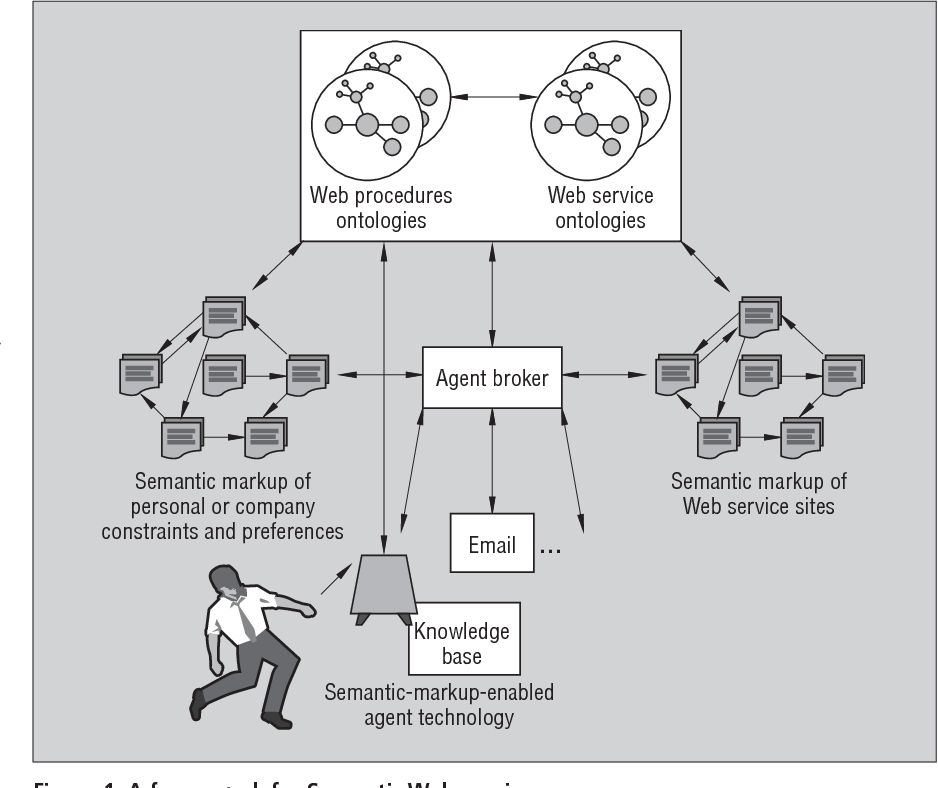 Web procedures
ontologies
Web service
ontologies
Agent broker
Semantic markup of
personal or company
constraints and preferences
Semantic markup of
Web service sites
Email ...
Knowledge
base
Semantic-markup-enabled
agent technology